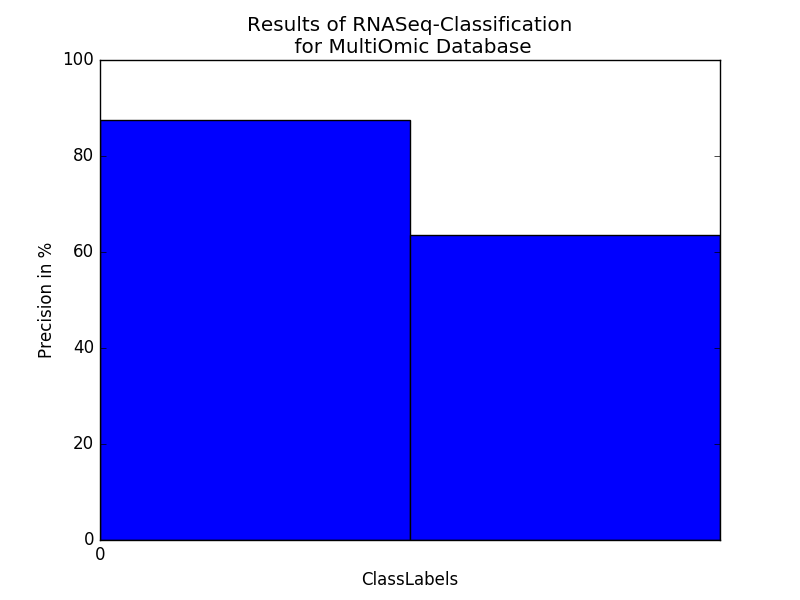 Results of RNASeq-Classification
for MultiOmic Database
100
80
60
40
20
0
Precision in %
0
ClassLabels